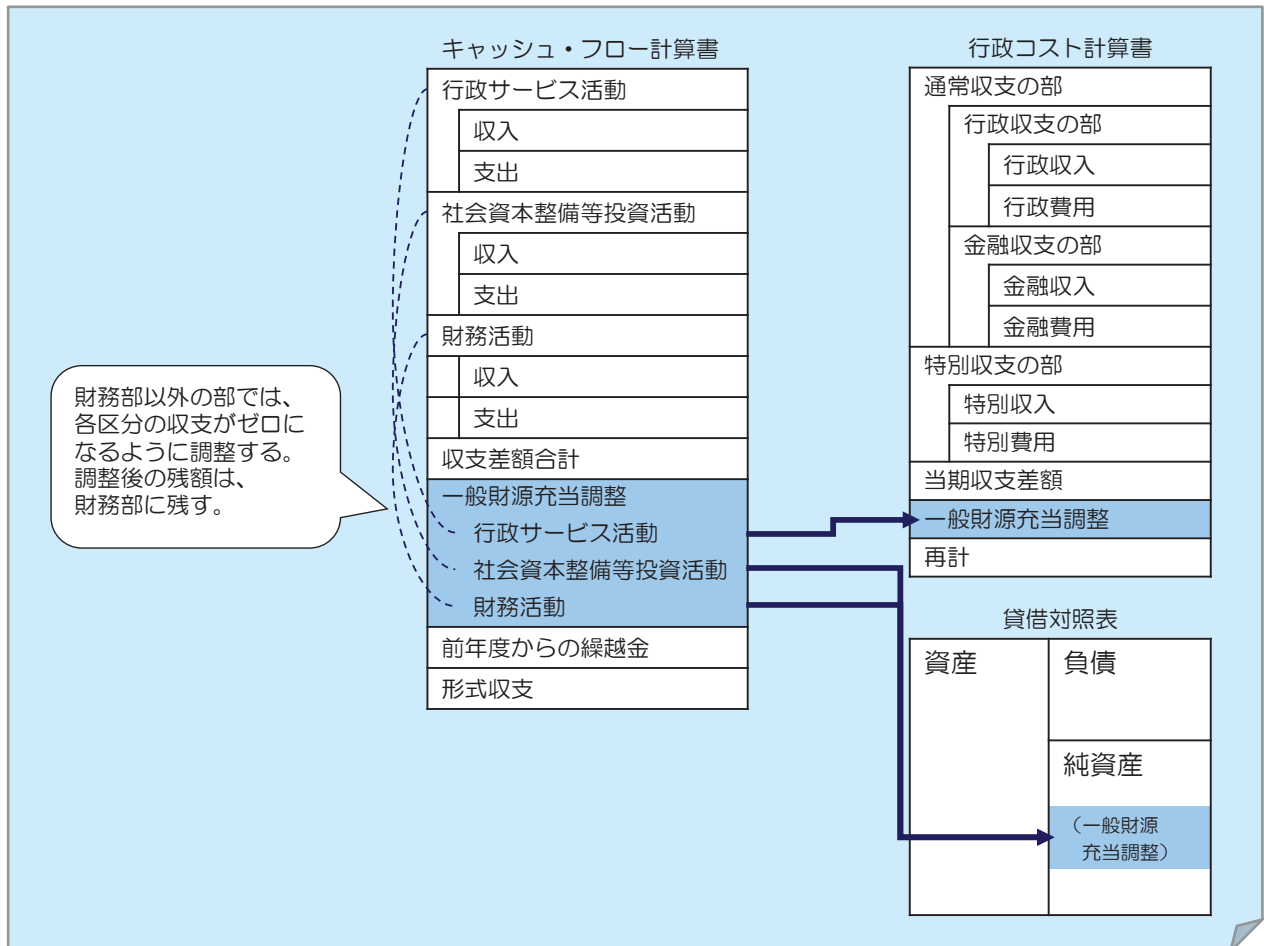 キャッシュ・フロー計算書
行政サービス活動
収入
支出
社会資本整備等投資活動
収入
支出
財務活動
収入
支出
収支差額合計
一般財源充当調整
行政サービス活動
社会資本整備等投資活動
財務活動
前年度からの繰越金
形式収支
財務部以外の部では、
各区分の収支がゼロに
なるように調整する。
調整後の残額は、
財務部に残す。
行政コスト計算書
通常収支の部
行政収支の部
行政収入
行政費用
金融収支の部
金融収入
金融費用
特別収支の部
特別収入
特別費用
当期収支差額
一般財源充当調整
再計
貸借対照表
資産
負債
純資産
（一般財源
充当調整）